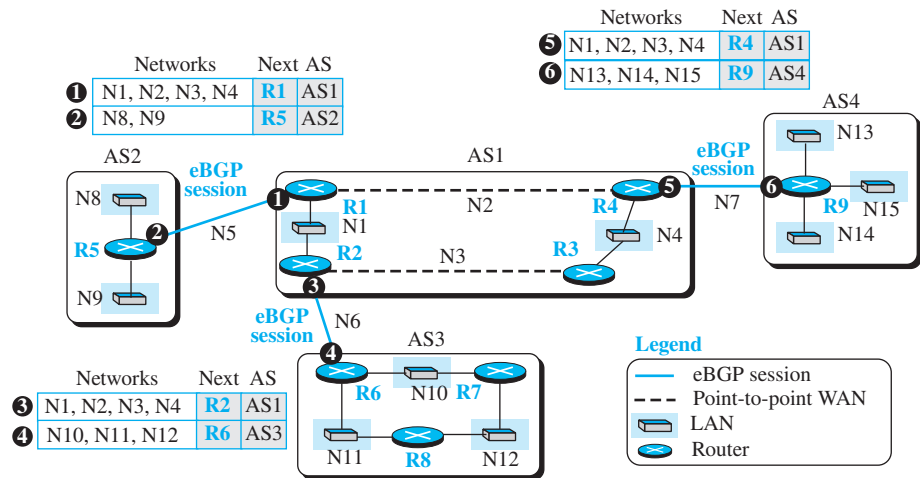 Networks Next AS
5 N1, N2, N3, N4 R4 AS1
6 N13, N14, N15 R9 AS4
Networks Next AS
1 N1, N2, N3, N4 R1 AS1
2 N8, N9 R5 AS2
AS2
eBGP
session
AS1
eBGP
session
AS4
N8
2
R5
N9
N5
1
R1
N1
R2
3
N2
N3
R4
5
R3
N4
N7
6
N13
R9
N15
N14
eBGP
session
N6
AS3
4
R6
N10
R7
N11
R8
N12
Networks Next AS
3 N1, N2, N3, N4 R2 AS1
4 N10, N11, N12 R6 AS3
Legend
eBGP session
Point-to-point WAN
LAN
Router